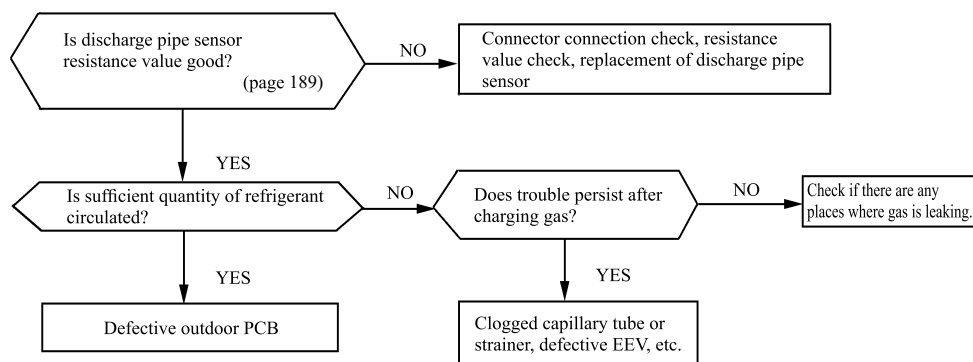 Is discharge pipe sensor
resistance value good?
(page 189)
NO
Connector connection check, resistance
value check, replacement of discharge pipe
sensor
YES
Is sufficient quantity of refrigerant
circulated?
NO
Does trouble persist after
charging gas?
NO
Check if there are any
places where gas is leaking.
YES
YES
Defective outdoor PCB
Clogged capillary tube or
strainer, defective EEV, etc.